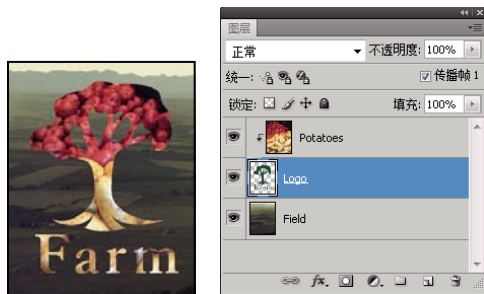 Farm
图层
正常 不透明度: 100%
统一: 传播帧 1
锁定: 填充: 100%
Potatoes
Logo
Field
fx.